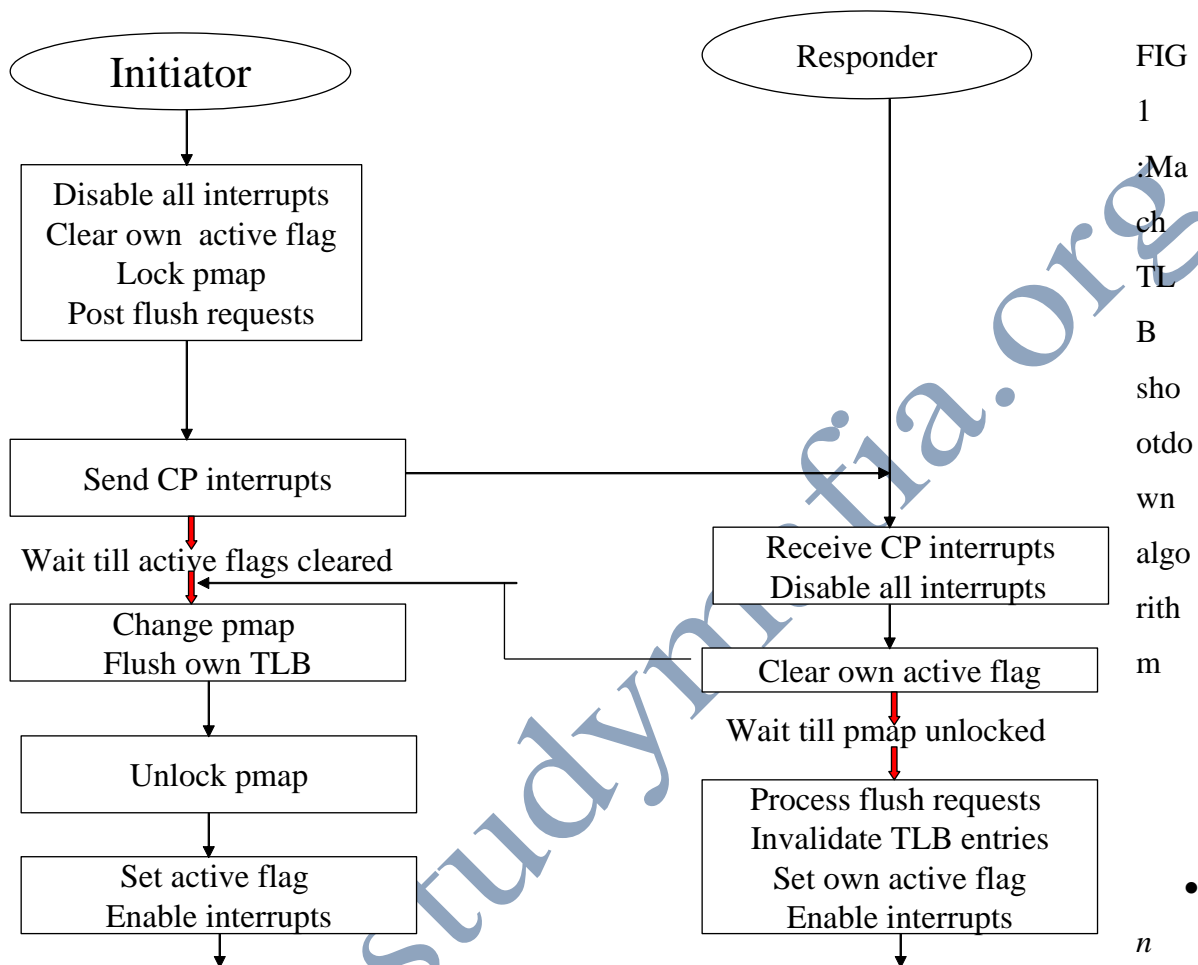 Initiator
Disable all interrupts
Clear own active flag
Lock pmap
Post flush requests
Send CP interrupts
Wait till active flags cleared
Change pmap
Flush own TLB
Unlock pmap
Set active flag
Enable interrupts
Responder
Receive CP interrupts
Disable all interrupts
Clear own active flag
Wait till pmap unlocked
Process flush requests
Invalidate TLB entries
Set own active flag
Enable interrupts
FIG
1
:Ma
ch
TL
B
sho
otdo
wn
algo
rith
m
•
n
studymafia.org